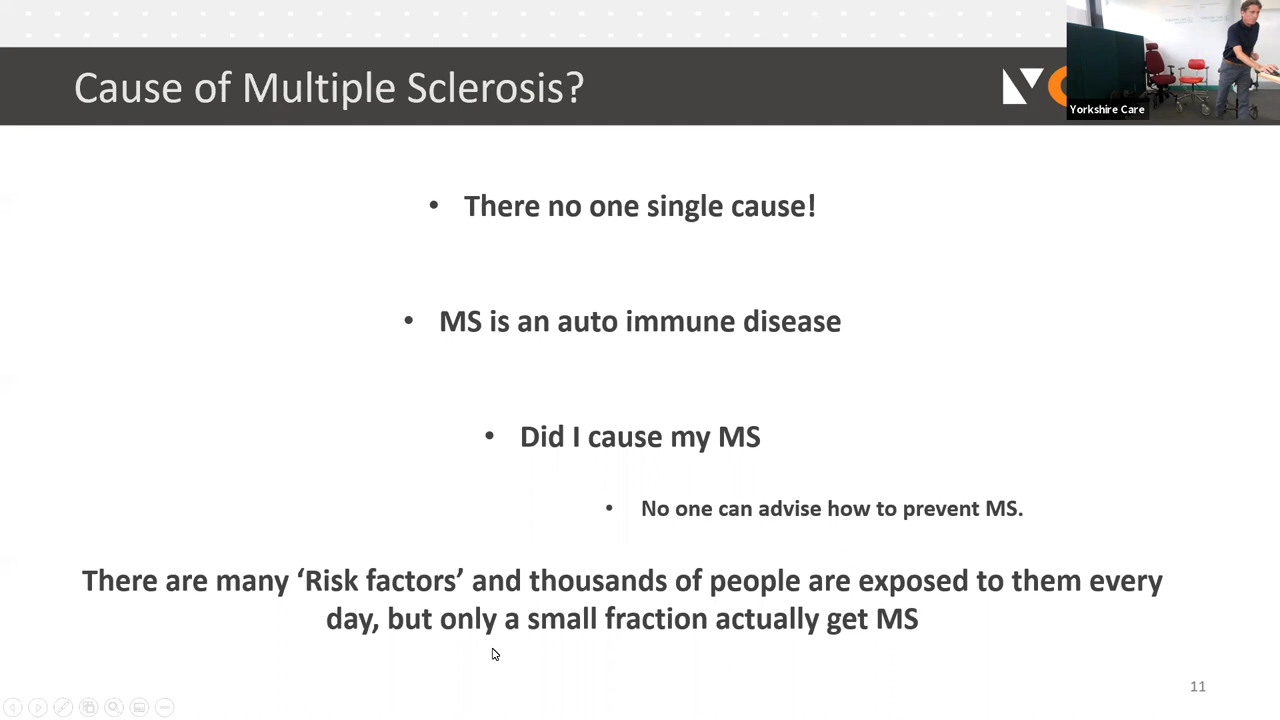 Cause of Multiple Sclerosis?
Yorkshire Care
• There no one single cause!
• MS is an auto immune disease
• Did I cause my MS
• No one can advise how to prevent MS.
There are many ‘Risk factors’ and thousands of people are exposed to them every
day, but only a small fraction actually get MS
11